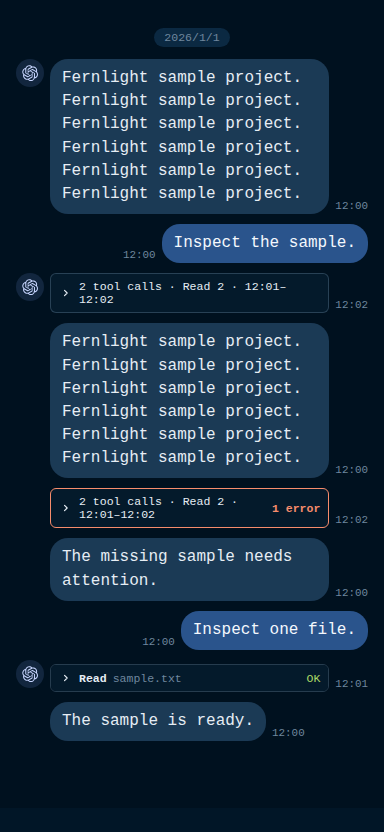 2026/1/1
Fernlight sample project.
Fernlight sample project.
Fernlight sample project.
Fernlight sample project.
Fernlight sample project.
Fernlight sample project.
12:00
Inspect the sample.
12:00
2 tool calls · Read 2 · 12:01–
12:02
12:02
Fernlight sample project.
Fernlight sample project.
Fernlight sample project.
Fernlight sample project.
Fernlight sample project.
Fernlight sample project.
12:00
2 tool calls · Read 2 ·
12:01–12:02
1 error
12:02
The missing sample needs
attention.
12:00
Inspect one file.
12:00
Read sample.txt OK
12:01
The sample is ready.
12:00